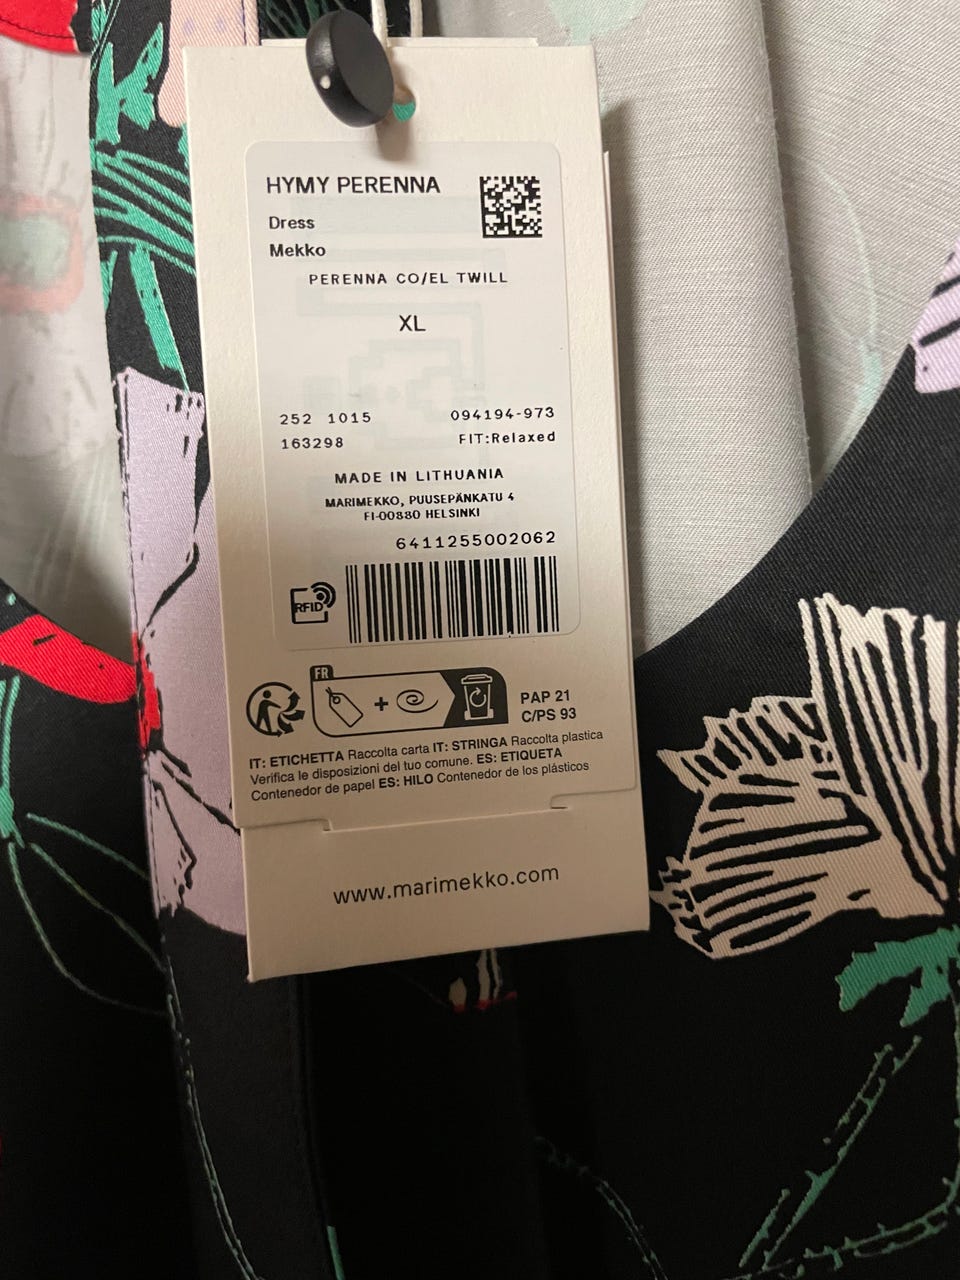 HYMY PERENNA
Dress
Mekko
PERENNA CO/EL TWILL
XL
252 1015 094194-973
163298 FIT:Relaxed
MADE IN LITHUANIA
MARIMEKKO, PUUSEPÄNKATU 4
FI-00880 HELSINKI
6411255002062
RFID
FR
+
PAP 21
C/PS 93
IT: ETICHETTA Raccolta carta IT: STRINGA Raccolta plastica
Verifica le disposizioni del tuo comune. ES: ETIQUETA
Contenedor de papel ES: HILO Contenedor de los plásticos
www.marimekko.com